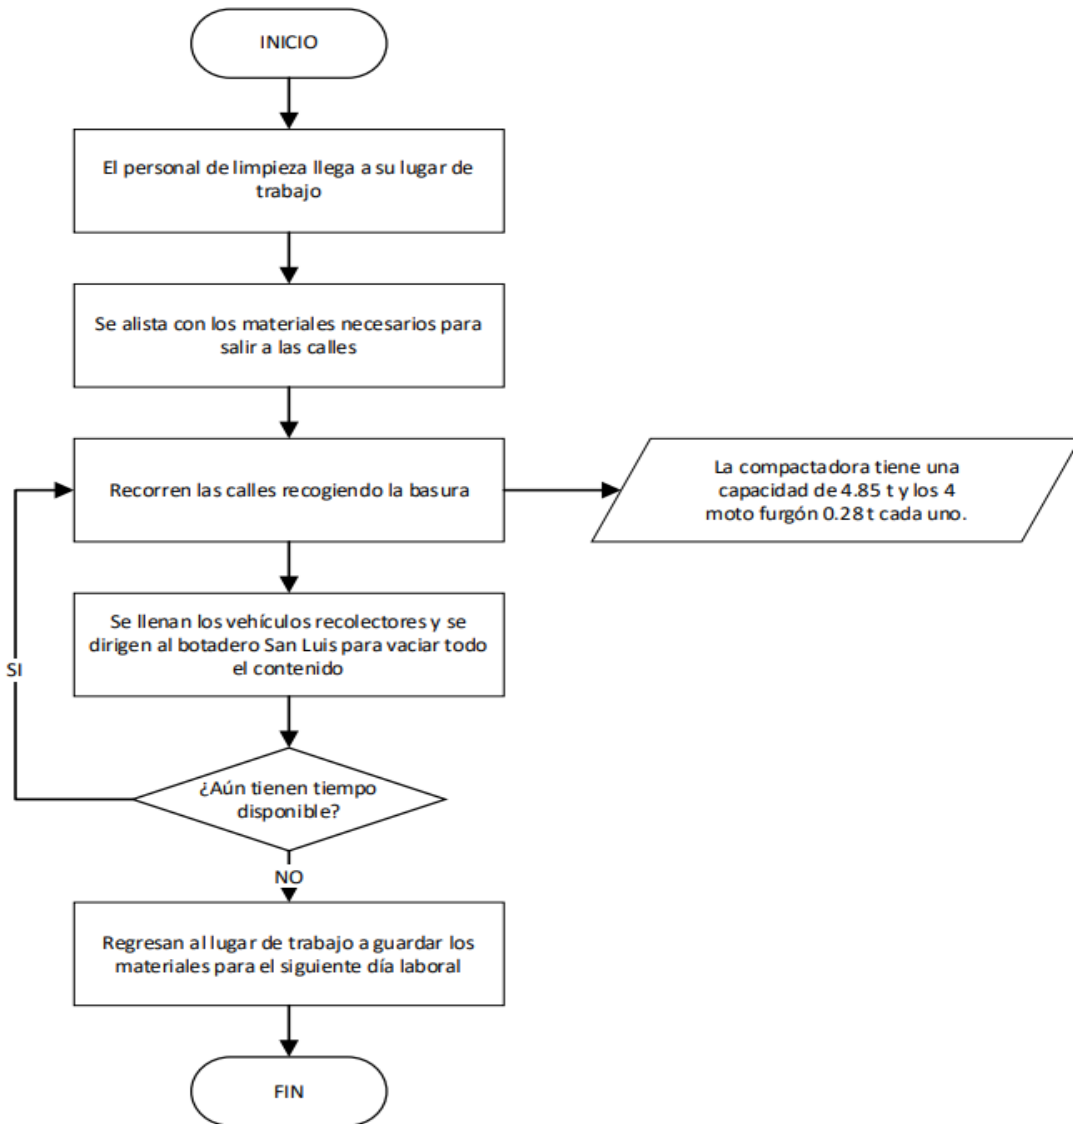 INICIO
El personal de limpieza llega a su lugar de
trabajo
Se alista con los materiales necesarios para
salir a las calles
Recorren las calles recogiendo la basura
La compactadora tiene una
capacidad de 4.85 t y los 4
moto furgón 0.28 t cada uno.
Se llenan los vehículos recolectores y se
dirigen al botadero San Luis para vaciar todo
el contenido
SI
¿Aún tienen tiempo
disponible?
NO
Regresan al lugar de trabajo a guardar los
materiales para el siguiente día laboral
FIN